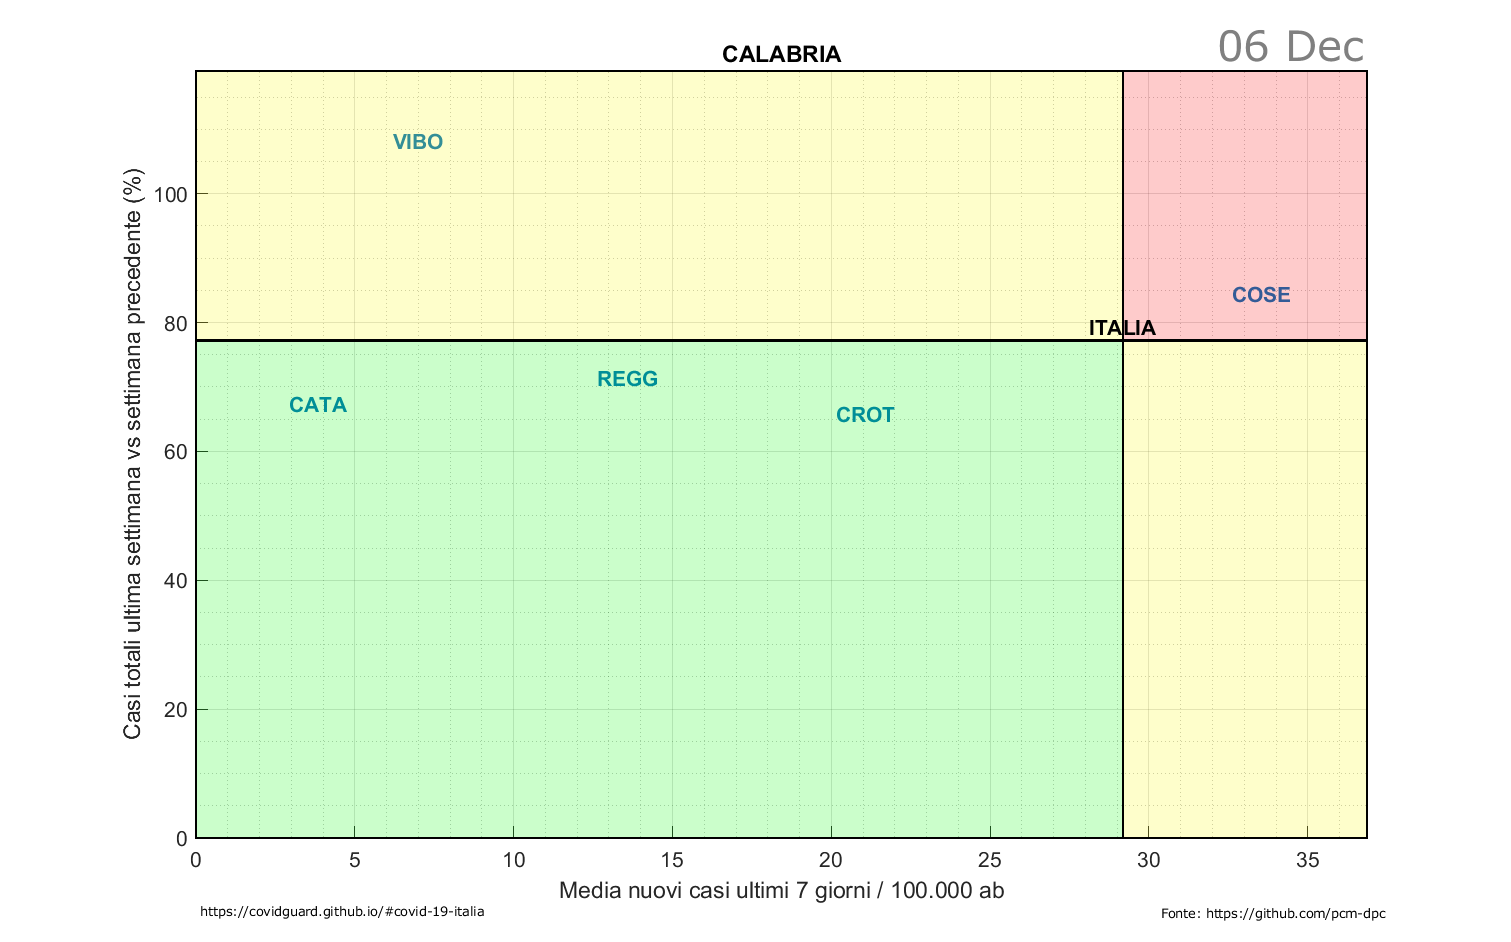 06 Dec
CALABRIA
Casi totali ultima settimana vs settimana precedente (%)
100
80
60
40
20
0
VIBO
COSE
ITALIA
REGG
CATA
CROT
0 5 10 15 20 25 30 35
Media nuovi casi ultimi 7 giorni / 100.000 ab
https://covidguard.github.io/#covid-19-italia
Fonte: https://github.com/pcm-dpc